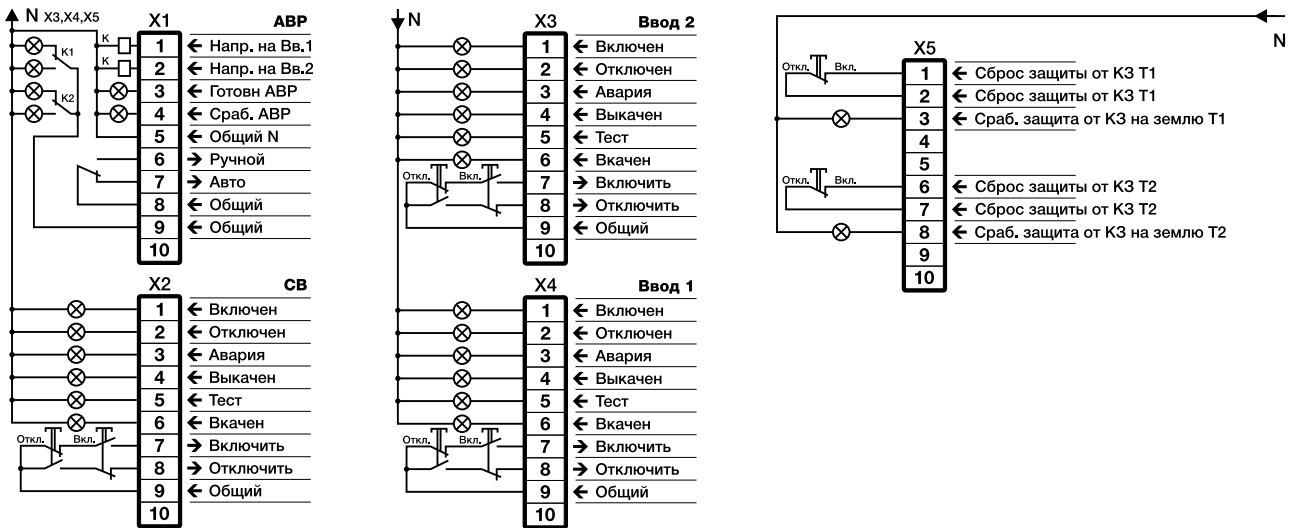 N X3,X4,X5
X1 АВР
K 1 Напр. на Вв.1
K1
K 2 Напр. на Вв.2
3 Готовн АВР
K2
4 Сраб. АВР
5 Общий N
6 Ручной
7 Авто
8 Общий
9 Общий
10
X2 СВ
1 Включен
2 Отключен
3 Авария
4 Выкачен
5 Тест
6 Вкачен
Откл. Вкл.
7 Включить
8 Отключить
9 Общий
10
N
X3 Ввод 2
1 Включен
2 Отключен
3 Авария
4 Выкачен
5 Тест
6 Вкачен
Откл. Вкл.
7 Включить
8 Отключить
9 Общий
10
X4 Ввод 1
1 Включен
2 Отключен
3 Авария
4 Выкачен
5 Тест
6 Вкачен
Откл. Вкл.
7 Включить
8 Отключить
9 Общий
10
N
X5
Откл. Вкл.
1 Сброс защиты от КЗ Т1
2 Сброс защиты от КЗ Т1
3 Сраб. защита от КЗ на землю Т1
4
5
Откл. Вкл.
6 Сброс защиты от КЗ Т2
7 Сброс защиты от КЗ Т2
8 Сраб. защита от КЗ на землю Т2
9
10